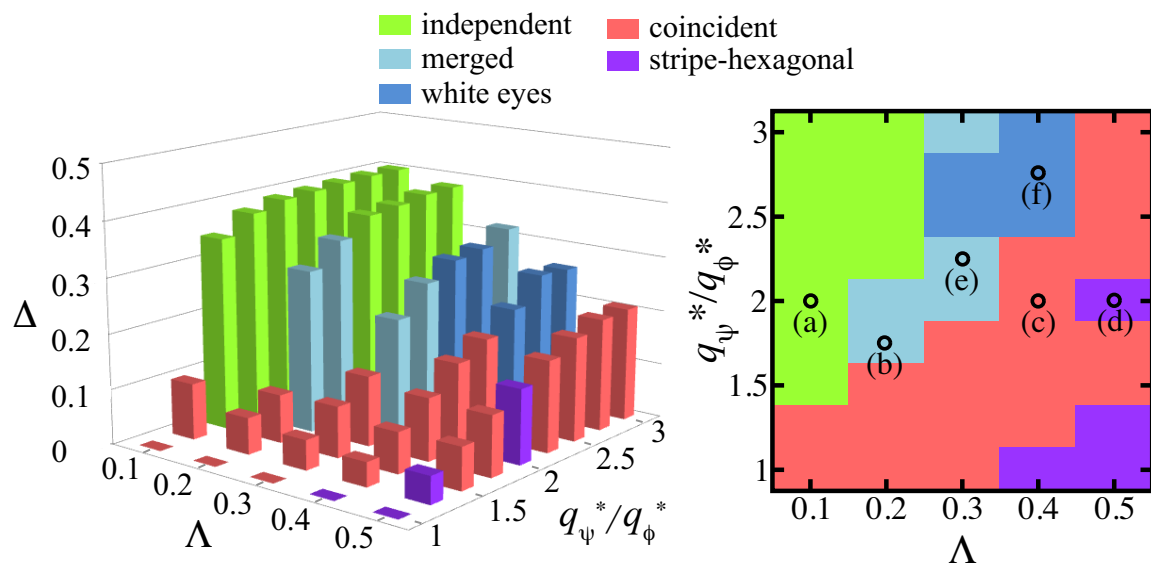 independent
merged
white eyes
coincident
stripe-hexagonal
0.5
0.4
0.3
0.2
0.1
0
Δ
0.1
0.2
0.3
0.4
0.5
Λ
1
1.5
2
2.5
3
qψ*/qϕ*
3
2.5
2
1.5
1
qψ*/qϕ*
(f)
(e)
(a)
(c)
(d)
(b)
0.1 0.2 0.3 0.4 0.5
Λ